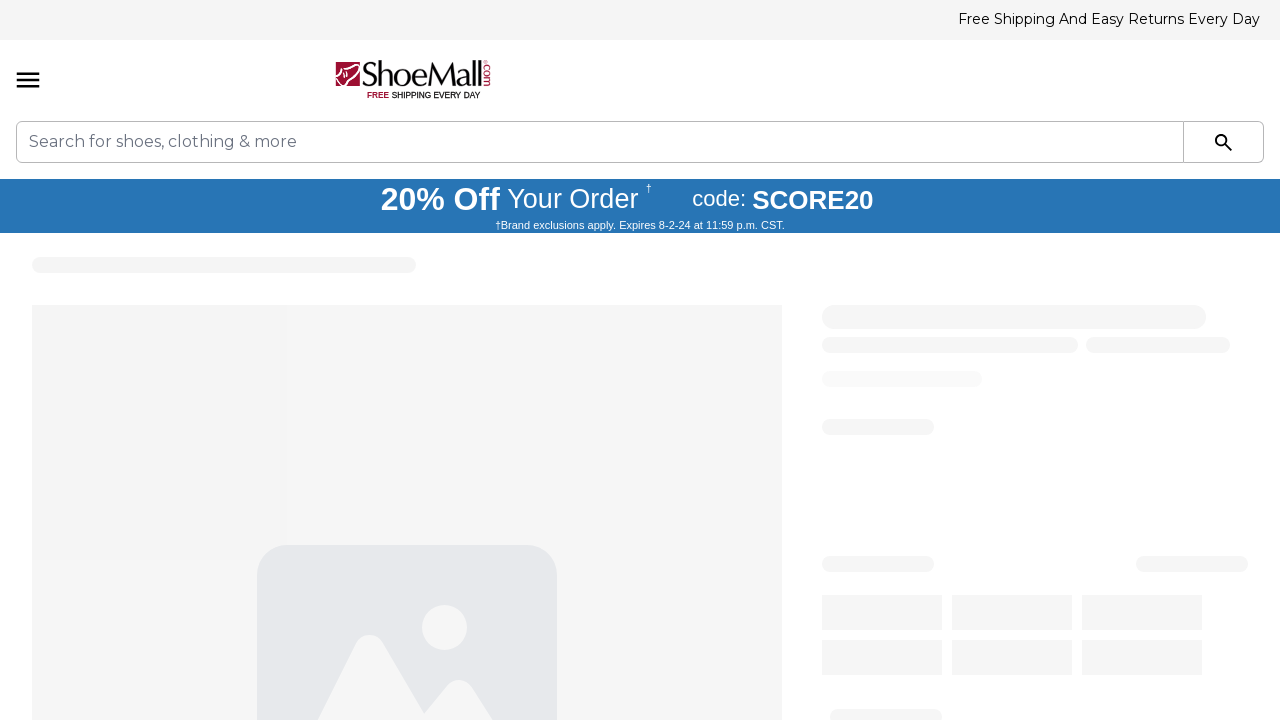 Free Shipping And Easy Returns Every Day
ShoeMall.com®
FREE SHIPPING EVERY DAY
Search for shoes, clothing & more
20% Off Your Order † code: SCORE20
†Brand exclusions apply. Expires 8-2-24 at 11:59 p.m. CST.